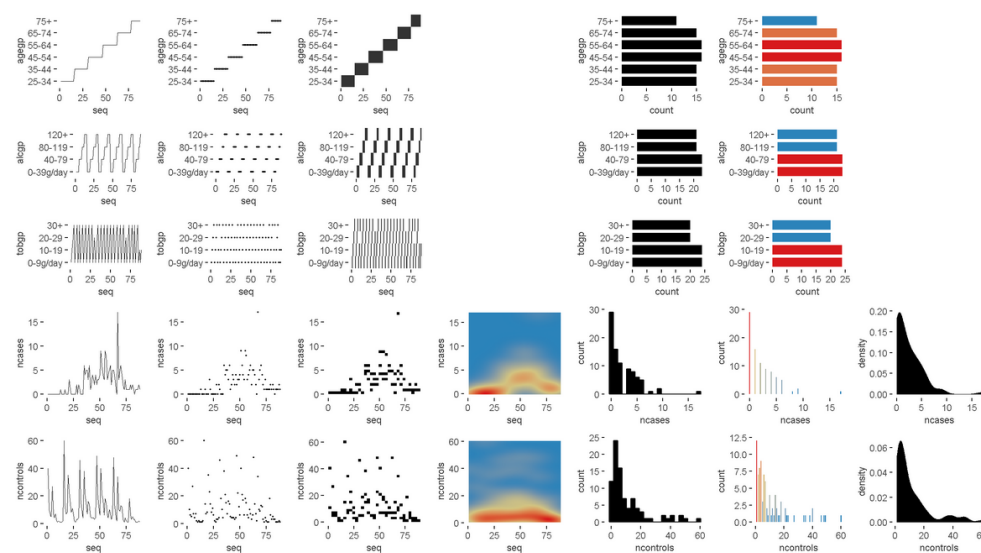 75+ 65-74 55-64 45-54 35-44 25-34 agegp 0 25 50 75 seq
75+ 65-74 55-64 45-54 35-44 25-34 agegp 0 25 50 75 seq
75+ 65-74 55-64 45-54 35-44 25-34 agegp 0 25 50 75 seq
75+ 65-74 55-64 45-54 35-44 25-34 agegp 0 5 10 15 count
75+ 65-74 55-64 45-54 35-44 25-34 agegp 0 5 10 15 count
120+ 80-119 40-79 0-39g/day alcgp 0 25 50 75 seq
120+ 80-119 40-79 0-39g/day alcgp 0 25 50 75 seq
120+ 80-119 40-79 0-39g/day alcgp 0 25 50 75 seq
120+ 80-119 40-79 0-39g/day alcgp 0 5 10 15 20 count
120+ 80-119 40-79 0-39g/day alcgp 0 5 10 15 20 count
30+ 20-29 10-19 0-9g/day tobgp 0 25 50 75 seq
30+ 20-29 10-19 0-9g/day tobgp 0 25 50 75 seq
30+ 20-29 10-19 0-9g/day tobgp 0 25 50 75 seq
30+ 20-29 10-19 0-9g/day tobgp 0 5 10 15 20 25 count
30+ 20-29 10-19 0-9g/day tobgp 0 5 10 15 20 25 count
15 10 5 0 ncases 0 25 50 75 seq
15 10 5 0 ncases 0 25 50 75 seq
15 10 5 0 ncases 0 25 50 75 seq
15 10 5 0 ncases 0 25 50 75 seq
30 20 10 0 count 0 5 10 15 ncases
30 20 10 0 count 0 5 10 15 ncases
0.20 0.15 0.10 0.05 0.00 density 0 5 10 15 ncases
60 40 20 0 ncontrols 0 25 50 75 seq
60 40 20 0 ncontrols 0 25 50 75 seq
60 40 20 0 ncontrols 0 25 50 75 seq
60 40 20 0 ncontrols 0 25 50 75 seq
25 20 15 10 5 0 count 0 20 40 60 ncontrols
12.5 10.0 7.5 5.0 2.5 0.0 count 0 20 40 60 ncontrols
0.06 0.04 0.02 0.00 density 0 20 40 60 ncontrols